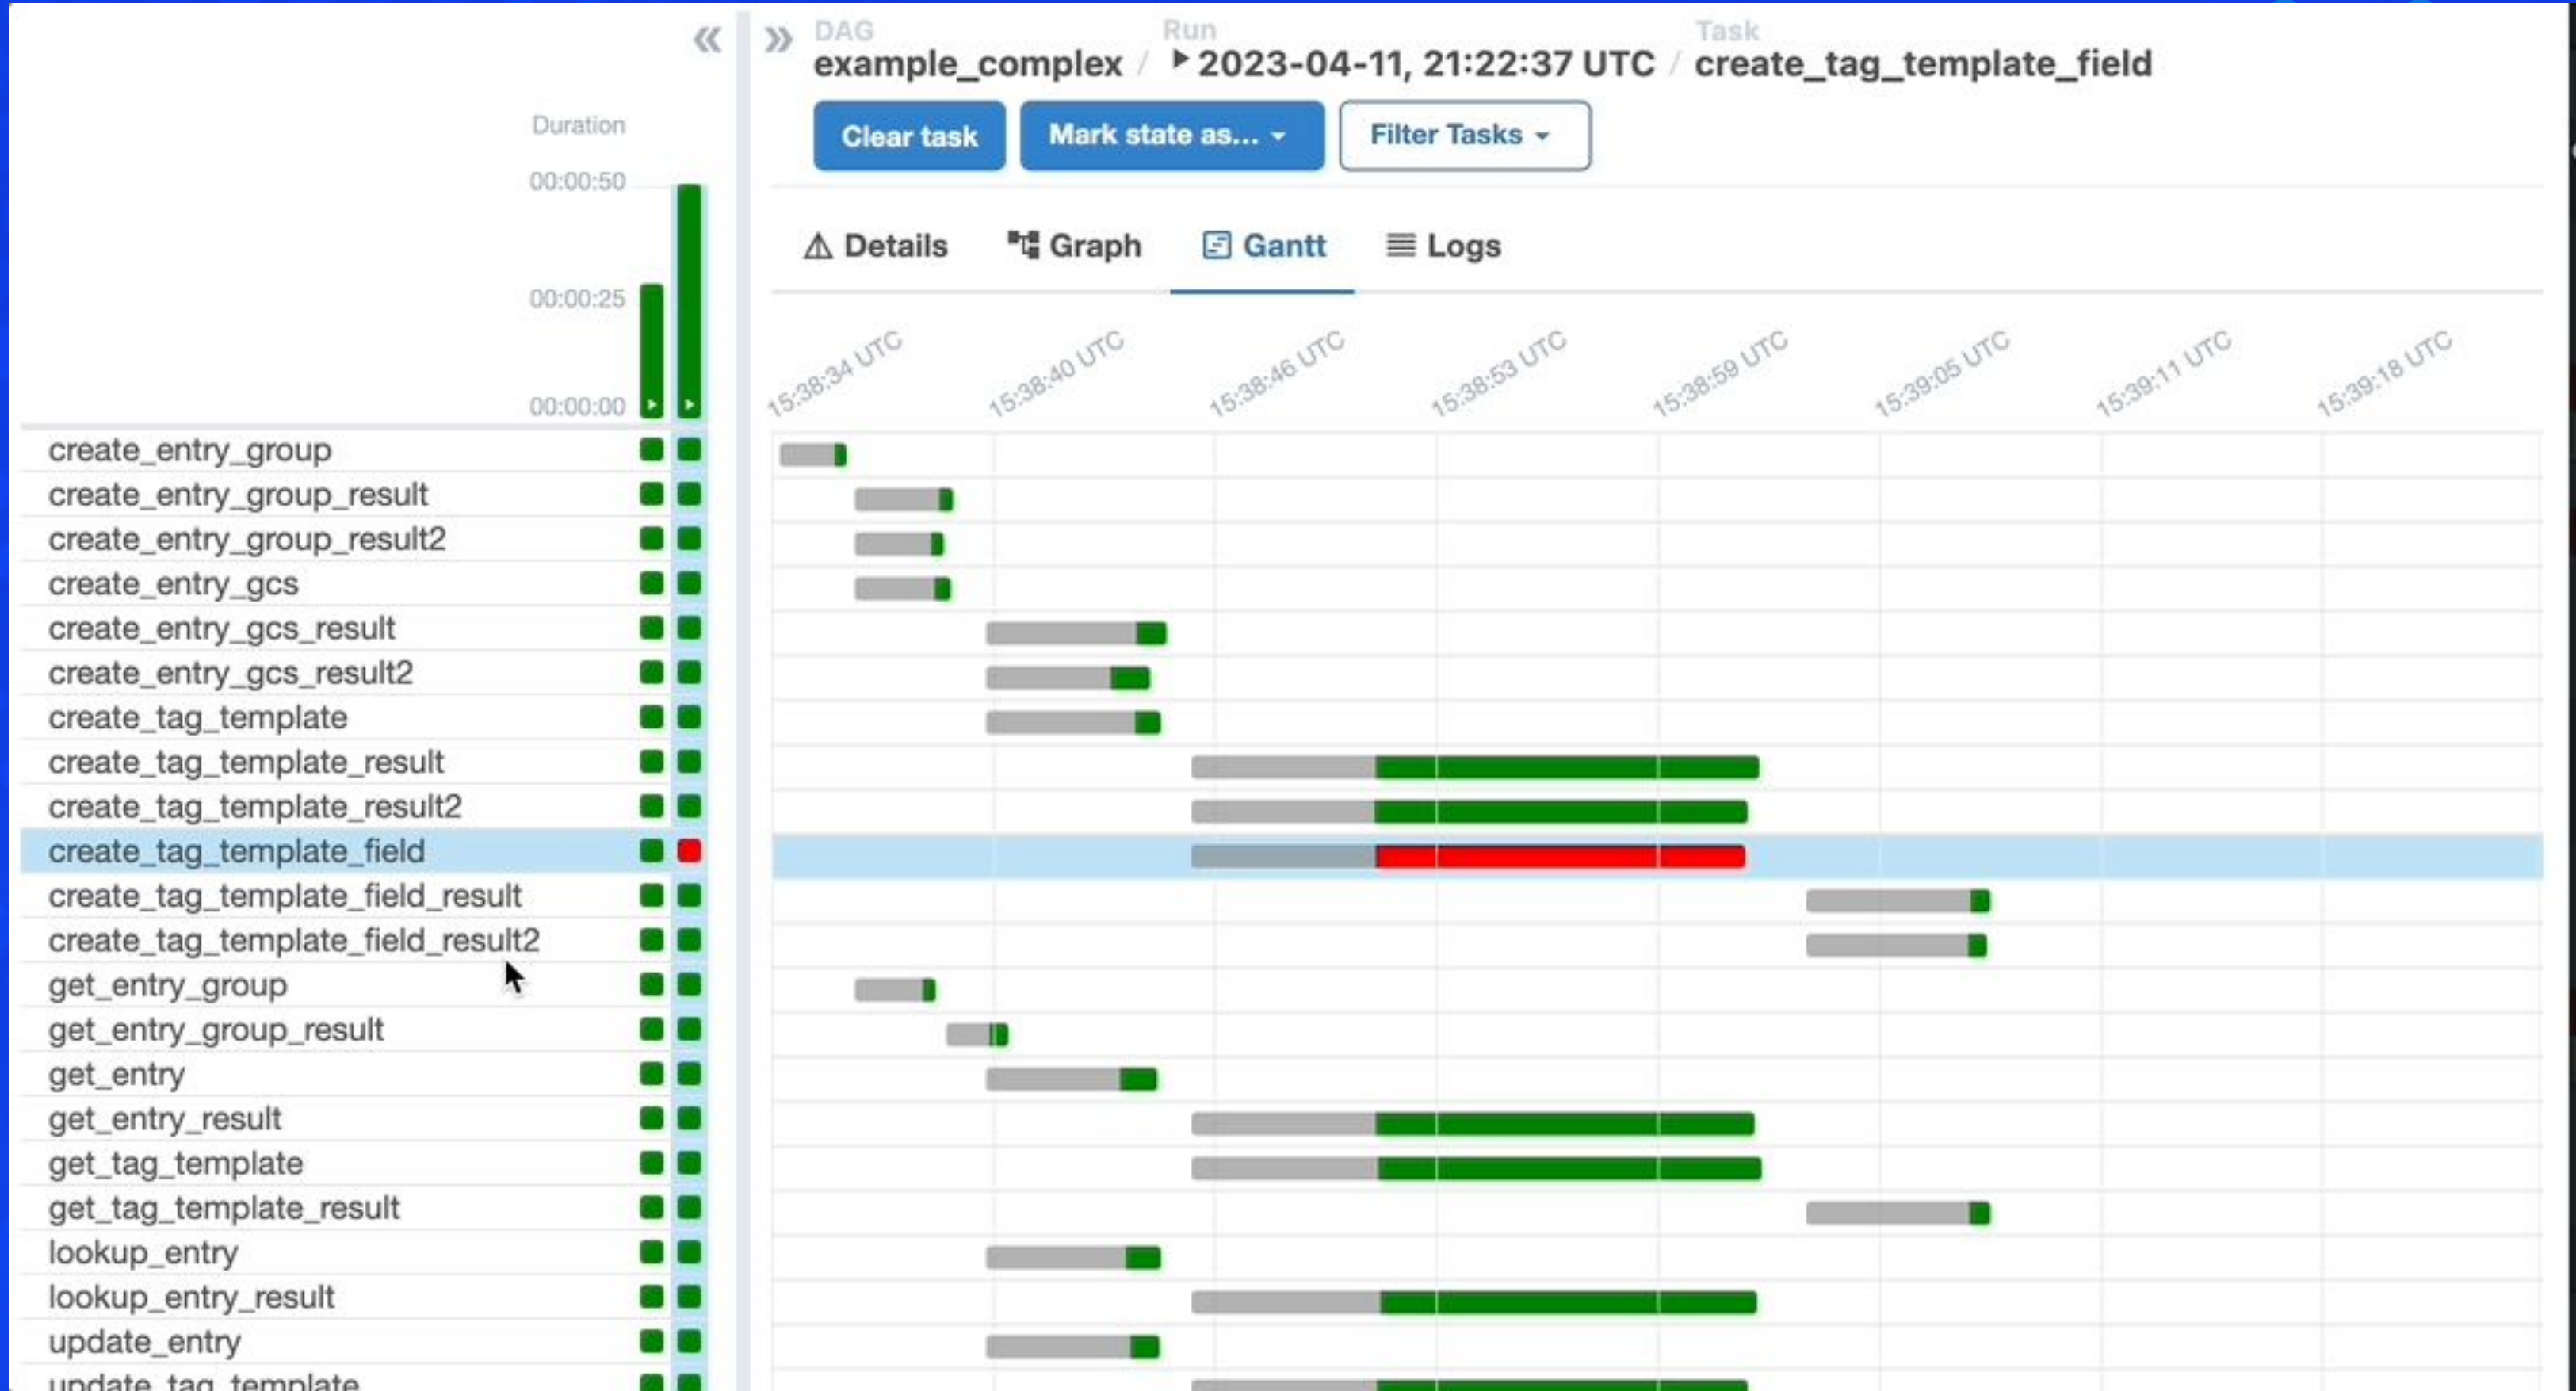 DAG Run Task
example_complex / 2023-04-11, 21:22:37 UTC / create_tag_template_field
Clear task Mark state as... Filter Tasks
Details Graph Gantt Logs
Duration
00:00:50
00:00:25
00:00:00
15:38:34 UTC 15:38:40 UTC 15:38:46 UTC 15:38:53 UTC 15:38:59 UTC 15:39:05 UTC 15:39:11 UTC 15:39:18 UTC
create_entry_group
create_entry_group_result
create_entry_group_result2
create_entry_gcs
create_entry_gcs_result
create_entry_gcs_result2
create_tag_template
create_tag_template_result
create_tag_template_result2
create_tag_template_field
create_tag_template_field_result
create_tag_template_field_result2
get_entry_group
get_entry_group_result
get_entry
get_entry_result
get_tag_template
get_tag_template_result
lookup_entry
lookup_entry_result
update_entry
update_tag_template